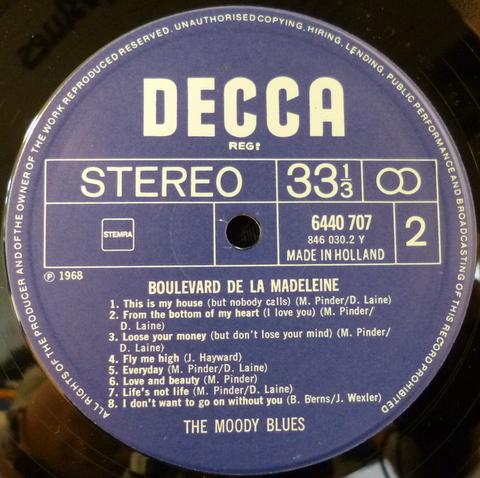 ALL RIGHTS OF THE PRODUCER AND OF THE OWNER OF THE WORK REPRODUCED RESERVED. UNAUTHORISED COPYING, HIRING, LENDING, PUBLIC PERFORMANCE AND BROADCASTING OF THIS RECORD PROHIBITED
DECCA
REGD
STEREO 33 1/3
STEMRA
6440 707
846 030.2 Y
MADE IN HOLLAND
2
℗ 1968
BOULEVARD DE LA MADELEINE
1. This is my house (but nobody calls) (M. Pinder/D. Laine)
2. From the bottom of my heart (I love you) (M. Pinder/
D. Laine)
3. Loose your money (but don't lose your mind) (M. Pinder/
D. Laine)
4. Fly me high (J. Hayward)
5. Everyday (M. Pinder/D. Laine)
6. Love and beauty (M. Pinder)
7. Life's not life (M. Pinder/D. Laine)
8. I don't want to go on without you (B. Berns/J. Wexler)
THE MOODY BLUES